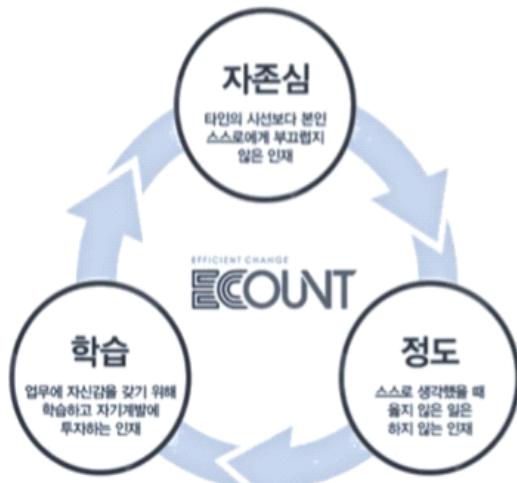 자존심
타인의 시선보다 본인
스스로에게 부끄럽지
않은 인재
EFFICIENT CHANGE
ECOUNT
학습
업무에 자신감을 갖기 위해
학습하고 자기계발에
투자하는 인재
정도
스스로 생각했을 때
옳지 않은 일은
하지 않는 인재